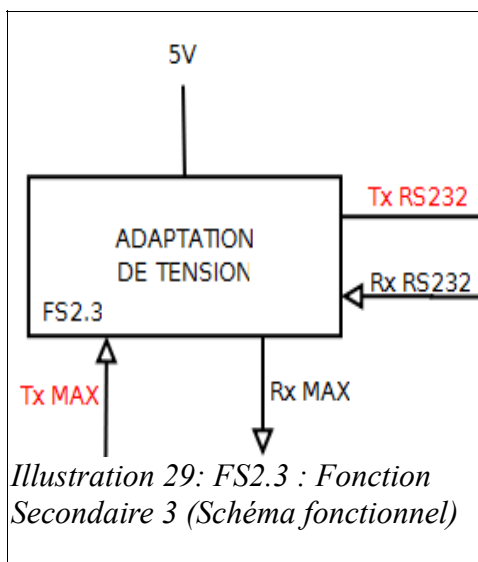 5V
Tx RS232
ADAPTATION
DE TENSION
Rx RS232
FS2.3
Tx MAX
Rx MAX
Illustration 29: FS2.3 : Fonction
Secondaire 3 (Schéma fonctionnel)